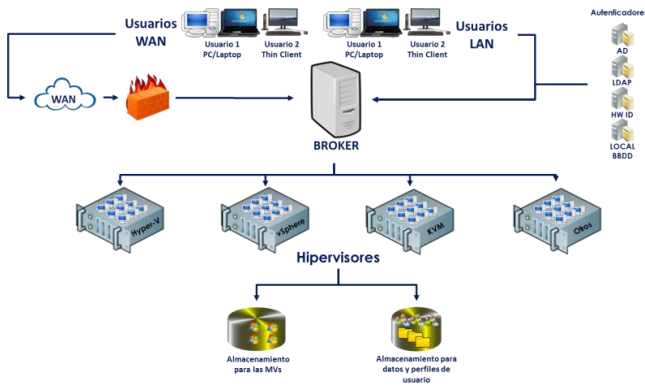 Usuarios
WAN
Usuario 1
PC/Laptop
Usuario 2
Thin Client
Usuario 1
PC/Laptop
Usuario 2
Thin Client
Usuarios
LAN
Autenticadore
AD
LDAP
HW ID
LOCAL
BBDD
WAN
BROKER
Hyper-V
vSphere
KVM
Otros
Hipervisores
Almacenamiento
para las MVs
Almacenamiento para
datos y perfiles de
usuario